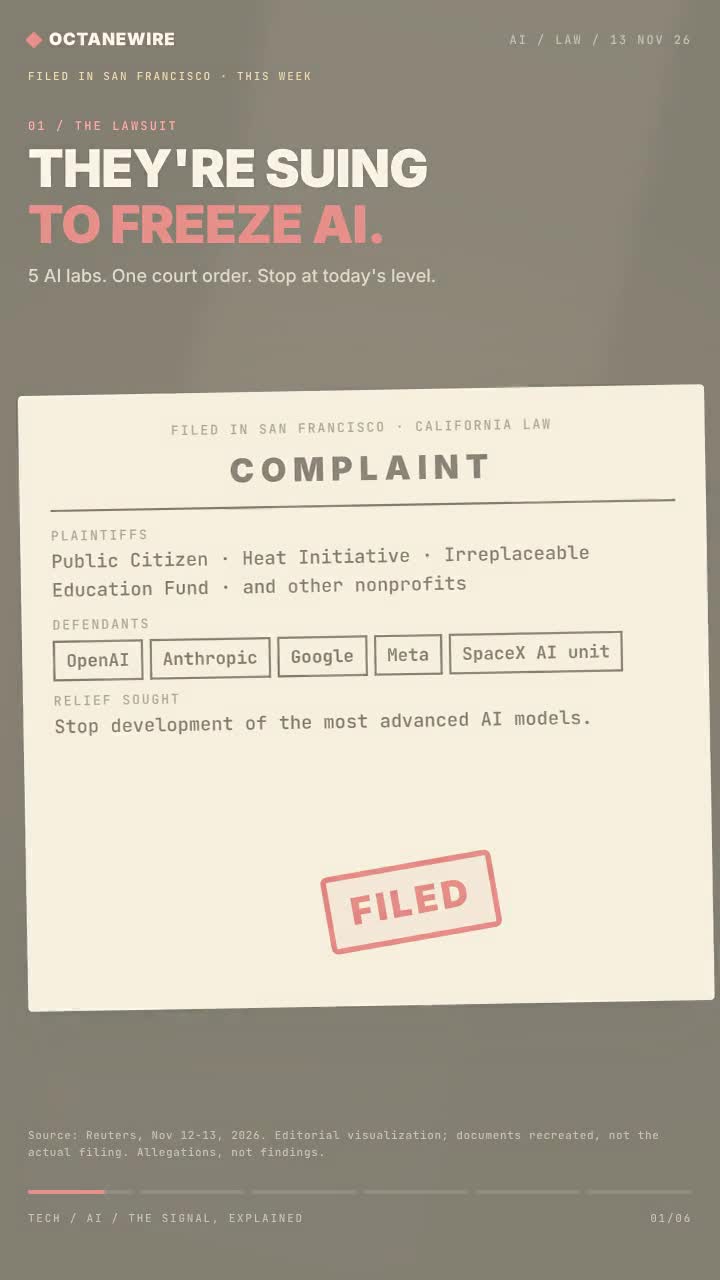 OCTANEWIRE
AI / LAW / 13 NOV 26
FILED IN SAN FRANCISCO · THIS WEEK
01 / THE LAWSUIT
THEY'RE SUING
TO FREEZE AI.
5 AI labs. One court order. Stop at today's level.
FILED IN SAN FRANCISCO · CALIFORNIA LAW
COMPLAINT
PLAINTIFFS
Public Citizen · Heat Initiative · Irreplaceable
Education Fund · and other nonprofits
DEFENDANTS
OpenAI Anthropic Google Meta SpaceX AI unit
RELIEF SOUGHT
Stop development of the most advanced AI models.
FILED
Source: Reuters, Nov 12-13, 2026. Editorial visualization; documents recreated, not the
actual filing. Allegations, not findings.
TECH / AI / THE SIGNAL, EXPLAINED
01/06